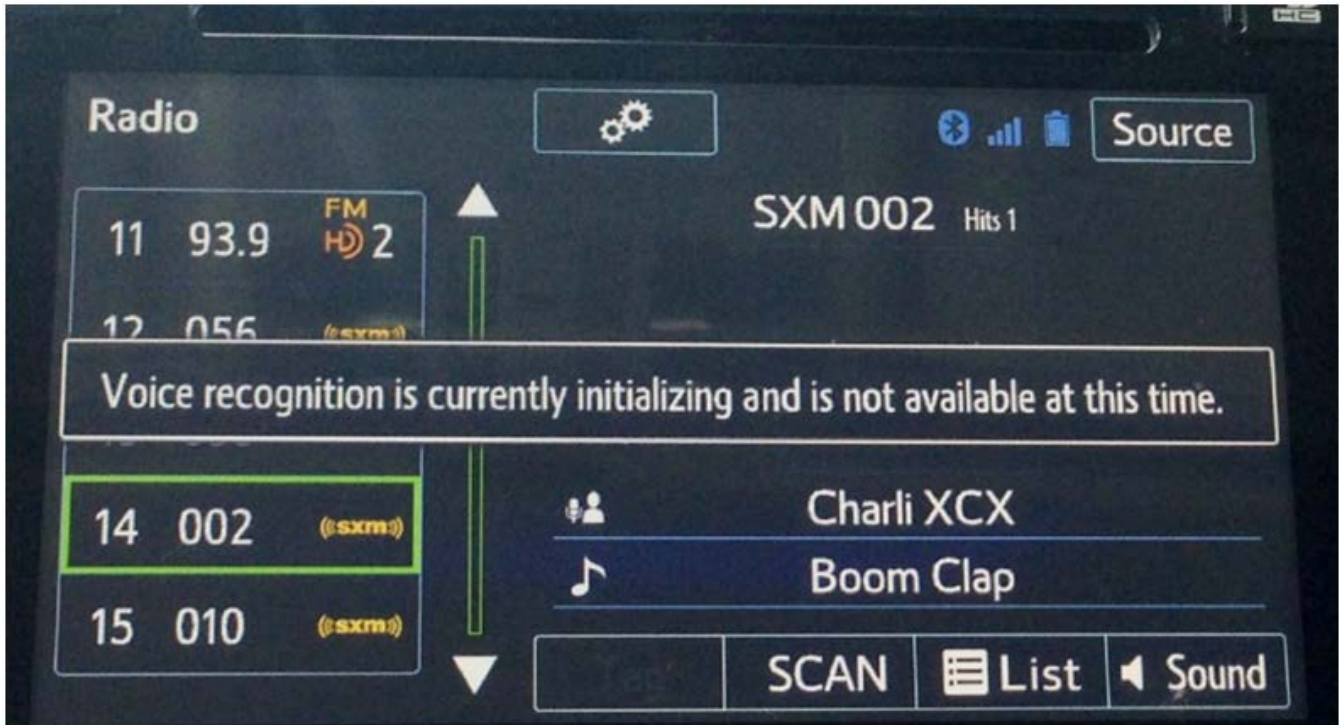 HC
Radio
Source
11 93.9 FM HD 2
SXM 002 Hits 1
12 056 ((sxm))
Voice recognition is currently initializing and is not available at this time.
14 002 ((sxm))
Charli XCX
Boom Clap
15 010 ((sxm))
Tag SCAN List Sound